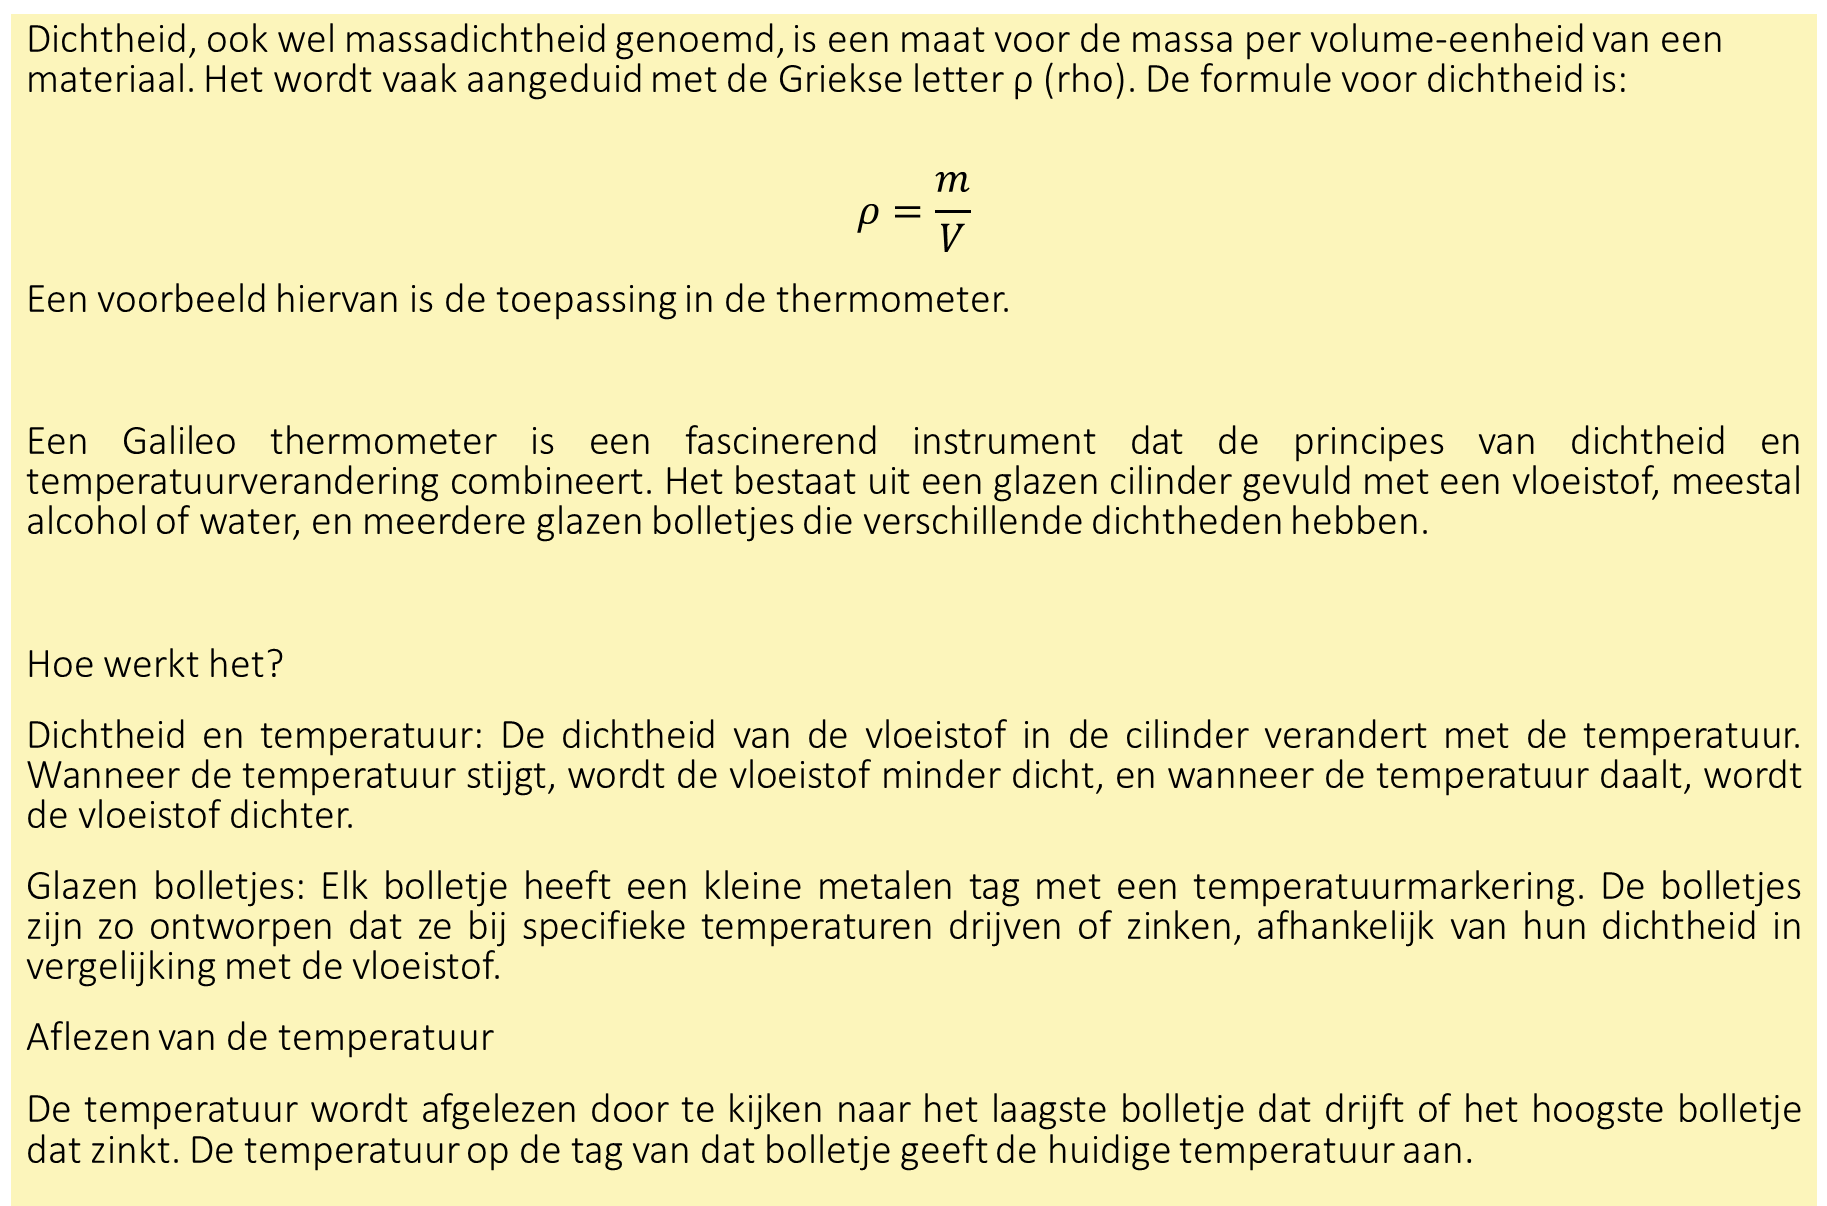 Dichtheid, ook wel massadichtheid genoemd, is een maat voor de massa per volume-eenheid van een
materiaal. Het wordt vaak aangeduid met de Griekse letter ρ (rho). De formule voor dichtheid is:
ρ = m/V
Een voorbeeld hiervan is de toepassing in de thermometer.
Een Galileo thermometer is een fascinerend instrument dat de principes van dichtheid en
temperatuurverandering combineert. Het bestaat uit een glazen cilinder gevuld met een vloeistof, meestal
alcohol of water, en meerdere glazen bolletjes die verschillende dichtheden hebben.
Hoe werkt het?
Dichtheid en temperatuur: De dichtheid van de vloeistof in de cilinder verandert met de temperatuur.
Wanneer de temperatuur stijgt, wordt de vloeistof minder dicht, en wanneer de temperatuur daalt, wordt
de vloeistof dichter.
Glazen bolletjes: Elk bolletje heeft een kleine metalen tag met een temperatuurmarkering. De bolletjes
zijn zo ontworpen dat ze bij specifieke temperaturen drijven of zinken, afhankelijk van hun dichtheid in
vergelijking met de vloeistof.
Aflezen van de temperatuur
De temperatuur wordt afgelezen door te kijken naar het laagste bolletje dat drijft of het hoogste bolletje
dat zinkt. De temperatuur op de tag van dat bolletje geeft de huidige temperatuur aan.